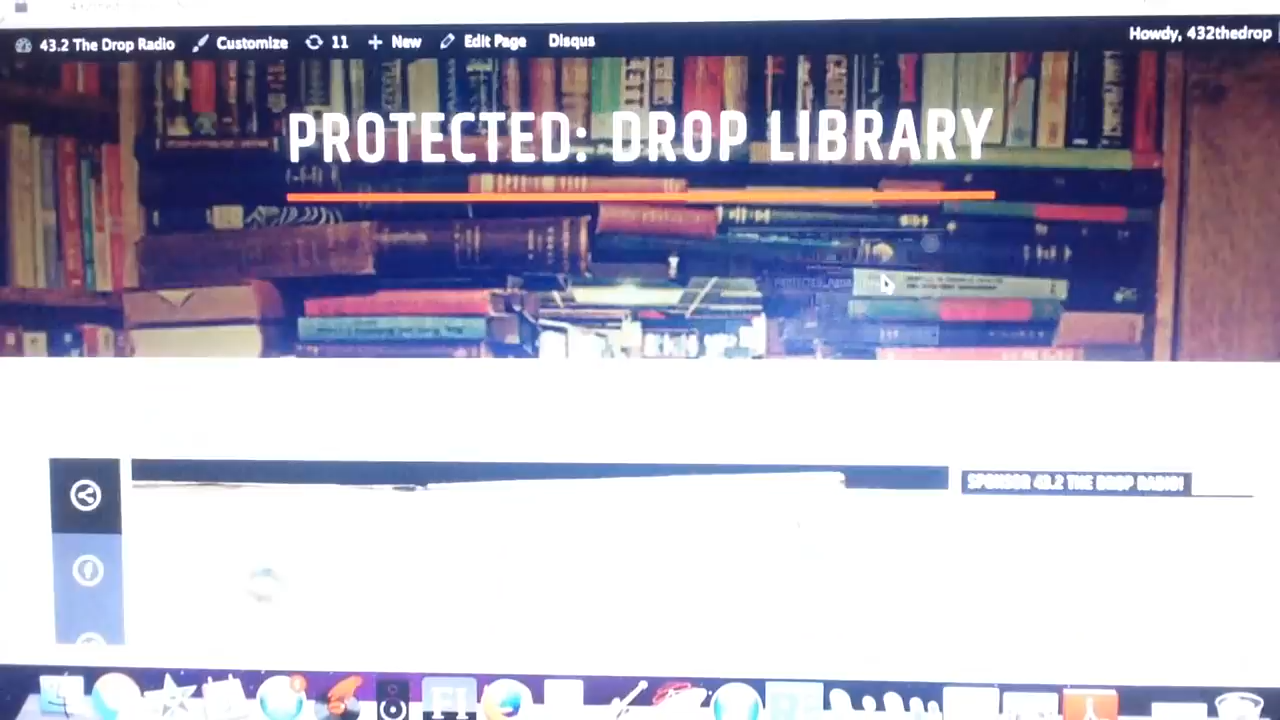 43.2 The Drop Radio Customize 11 New Edit Page Disqus Howdy, 432thedrop
PROTECTED: DROP LIBRARY
SPONSOR 43.2 THE DROP RADIO!